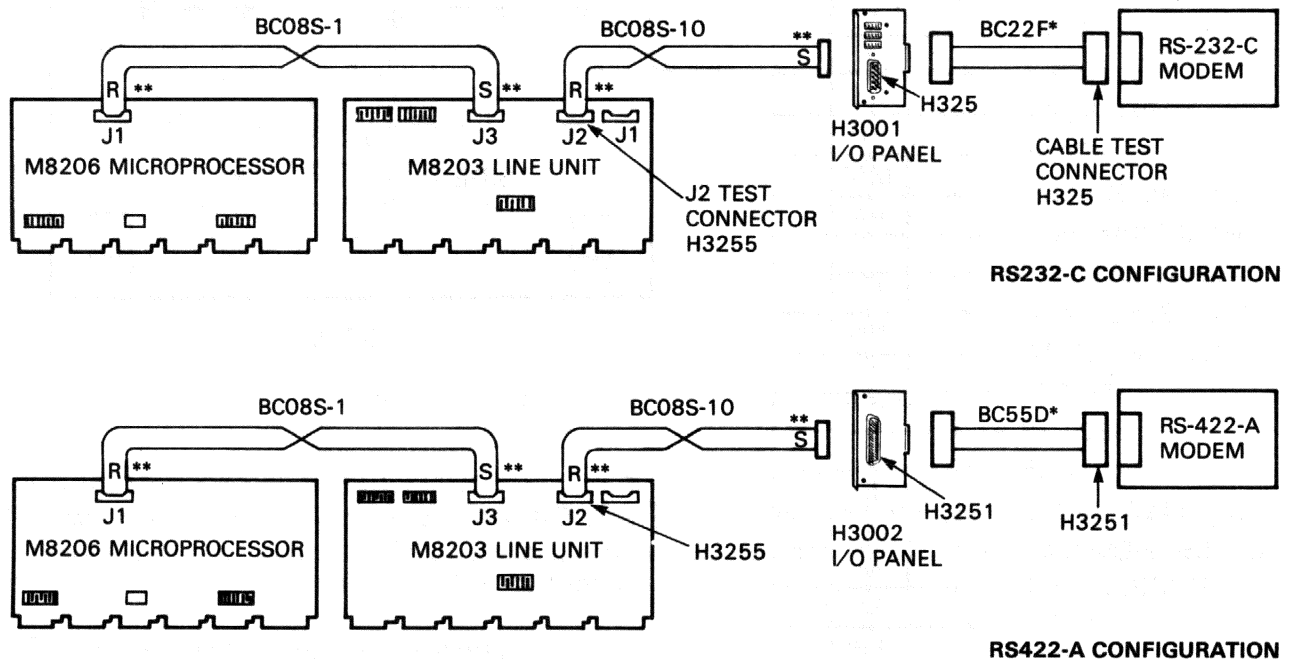 BC08S-1
BC08S-10
BC22F*
RS-232-C
MODEM
R **
S **
R **
**
S
J1
J3
J2
J1
M8206 MICROPROCESSOR
M8203 LINE UNIT
J2 TEST
CONNECTOR
H3255
H325
H3001
I/O PANEL
CABLE TEST
CONNECTOR
H325
RS232-C CONFIGURATION
BC08S-1
BC08S-10
BC55D*
RS-422-A
MODEM
R **
S **
R **
**
S
J1
J3
J2
M8206 MICROPROCESSOR
M8203 LINE UNIT
H3255
H3251
H3251
H3002
I/O PANEL
RS422-A CONFIGURATION